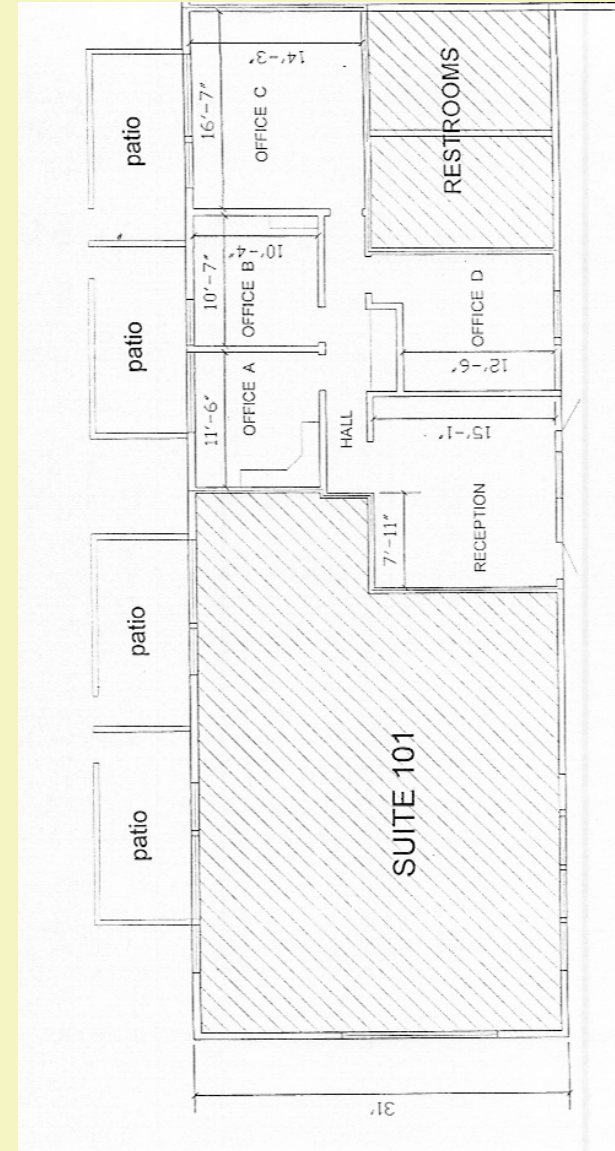 patio
patio
patio
patio
16'-7"
14'-3"
OFFICE C
RESTROOMS
10'-7"
10'-4"
OFFICE B
OFFICE D
12'-6"
11'-6"
OFFICE A
HALL
15'-1"
7'-11"
RECEPTION
SUITE 101
31'